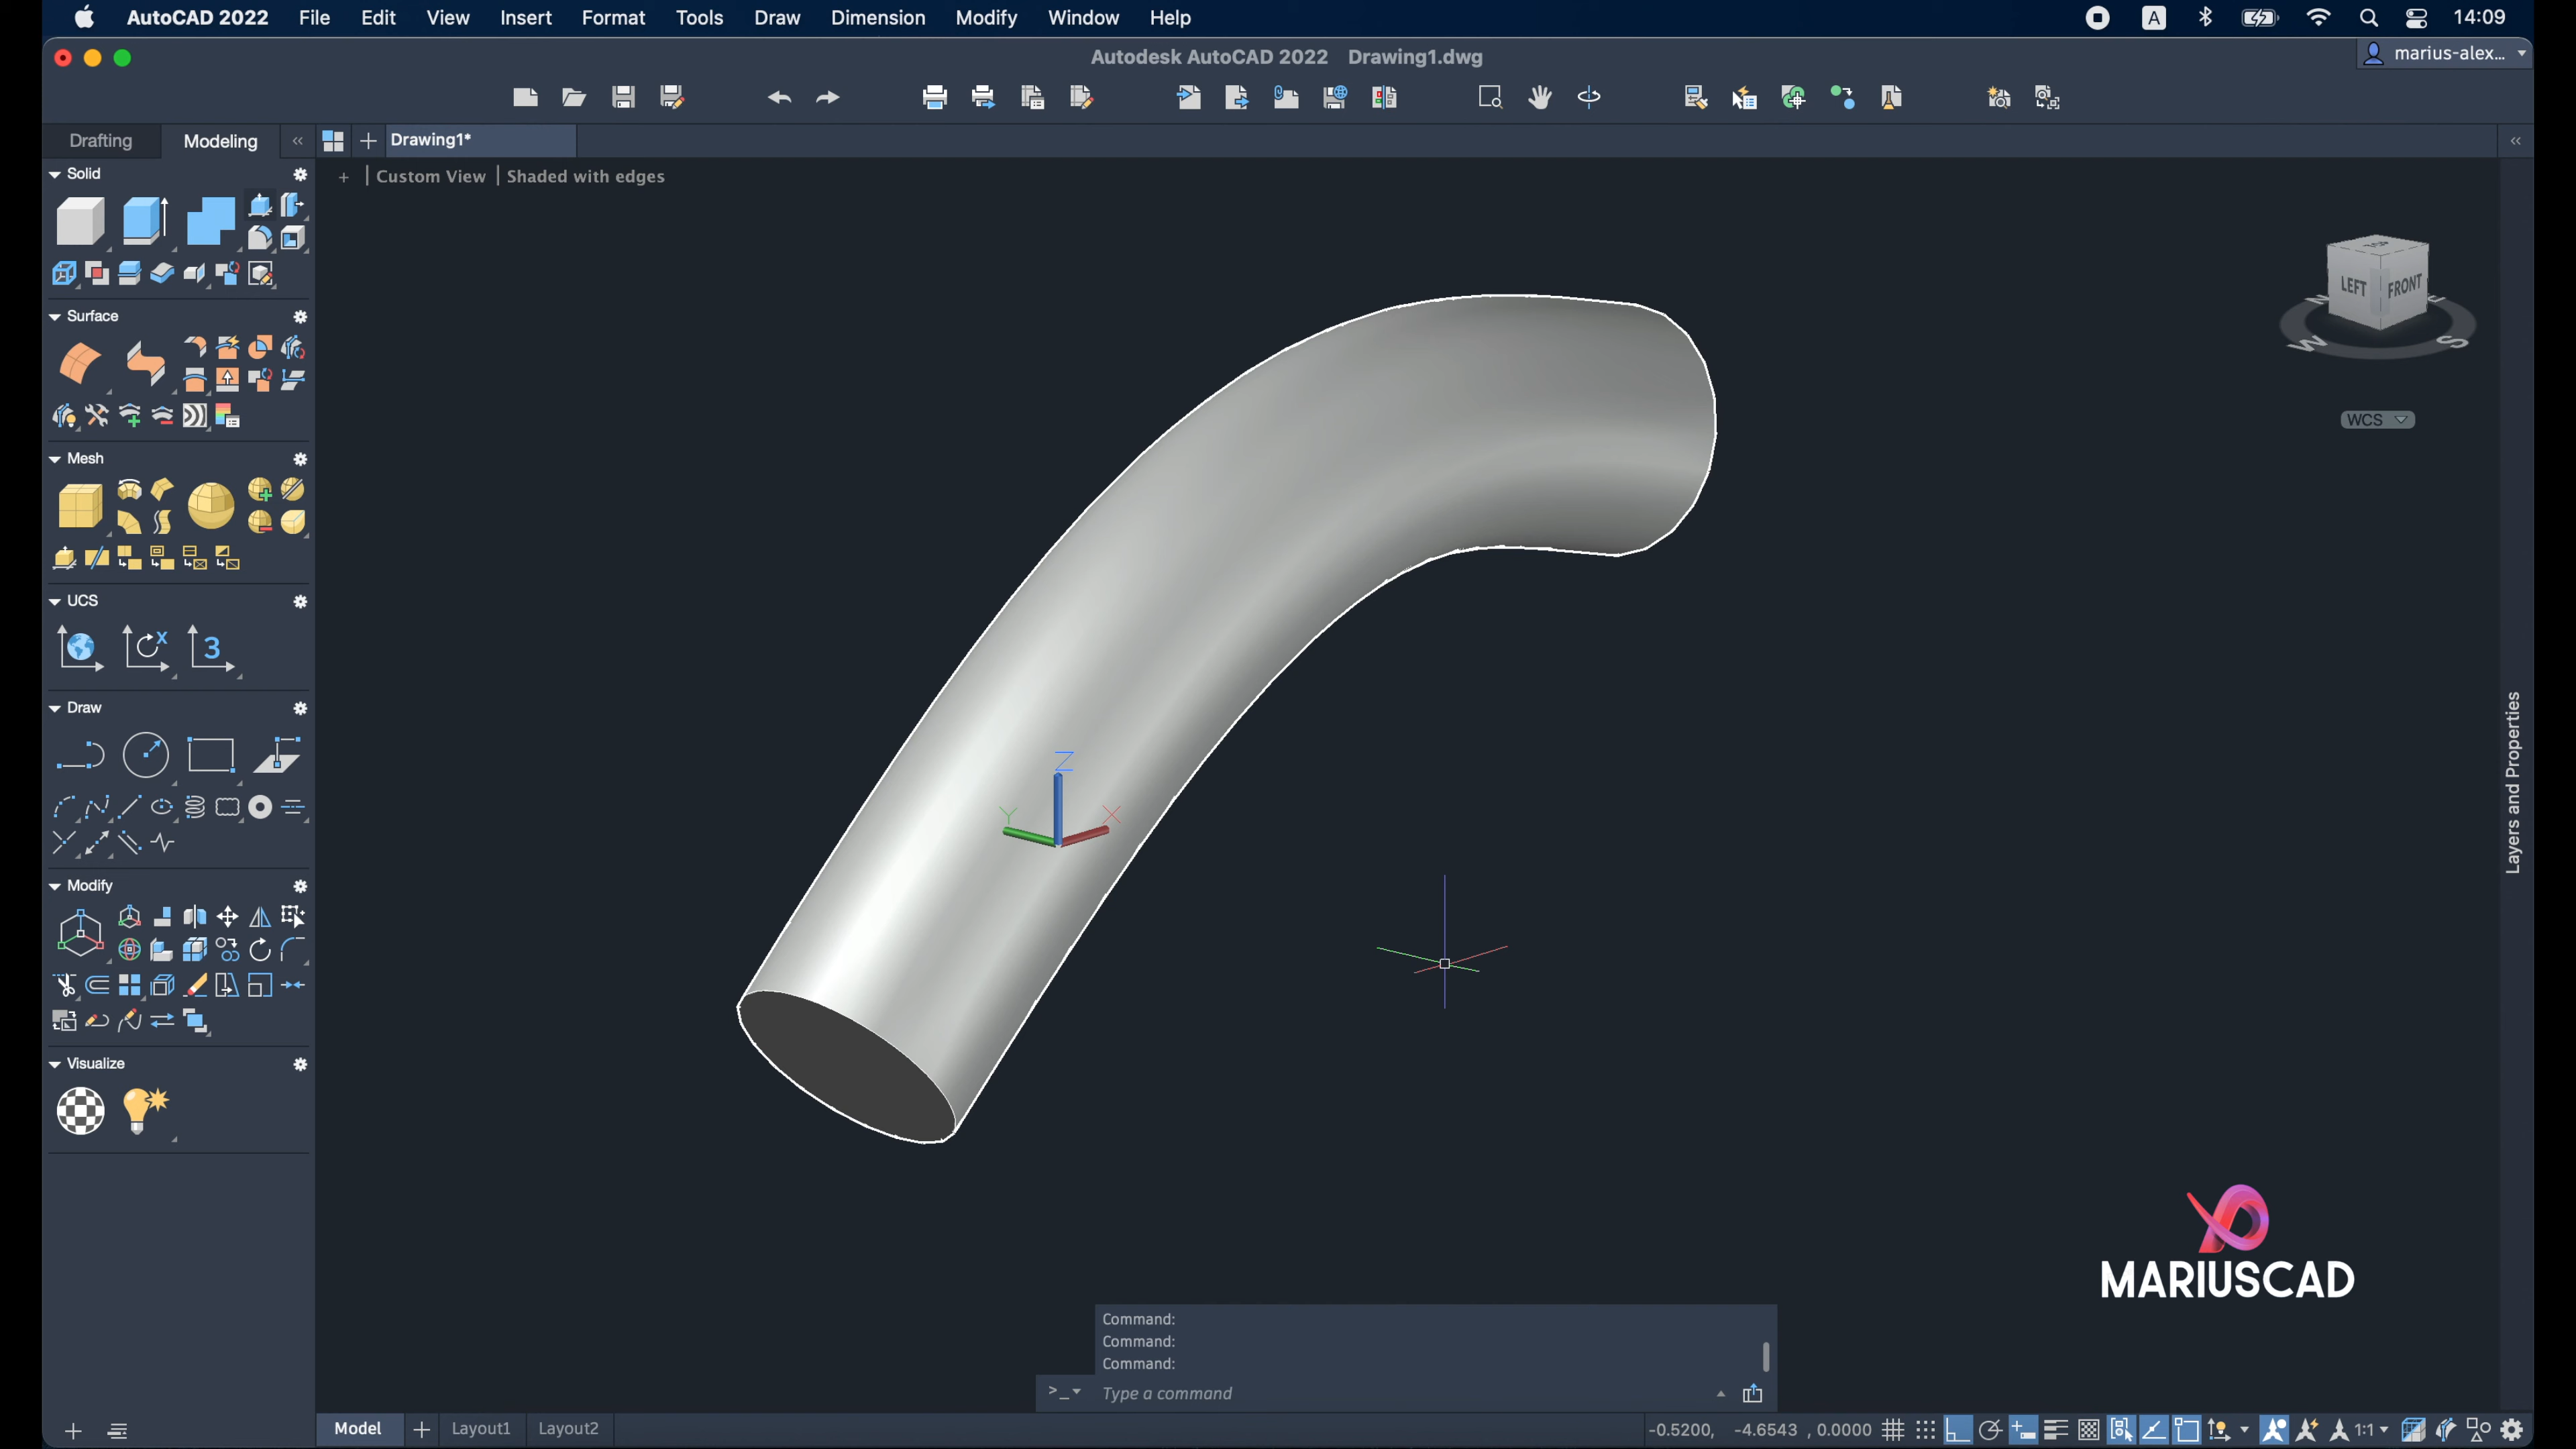 AutoCAD 2022 File Edit View Insert Format Tools Draw Dimension Modify Window Help A 14:09
Autodesk AutoCAD 2022 Drawing1.dwg marius-alex...
Drafting Modeling « + Drawing1* «
Solid
+ | Custom View | Shaded with edges
TOP
LEFT FRONT
W S
WCS
Surface
Mesh
UCS
X
3
Draw
Z
Y X
Layers and Properties
Modify
Visualize
MARIUSCAD
Command:
Command:
Command:
>_ Type a command
Model + Layout1 Layout2 -0.5200, -4.6543 , 0.0000 1:1